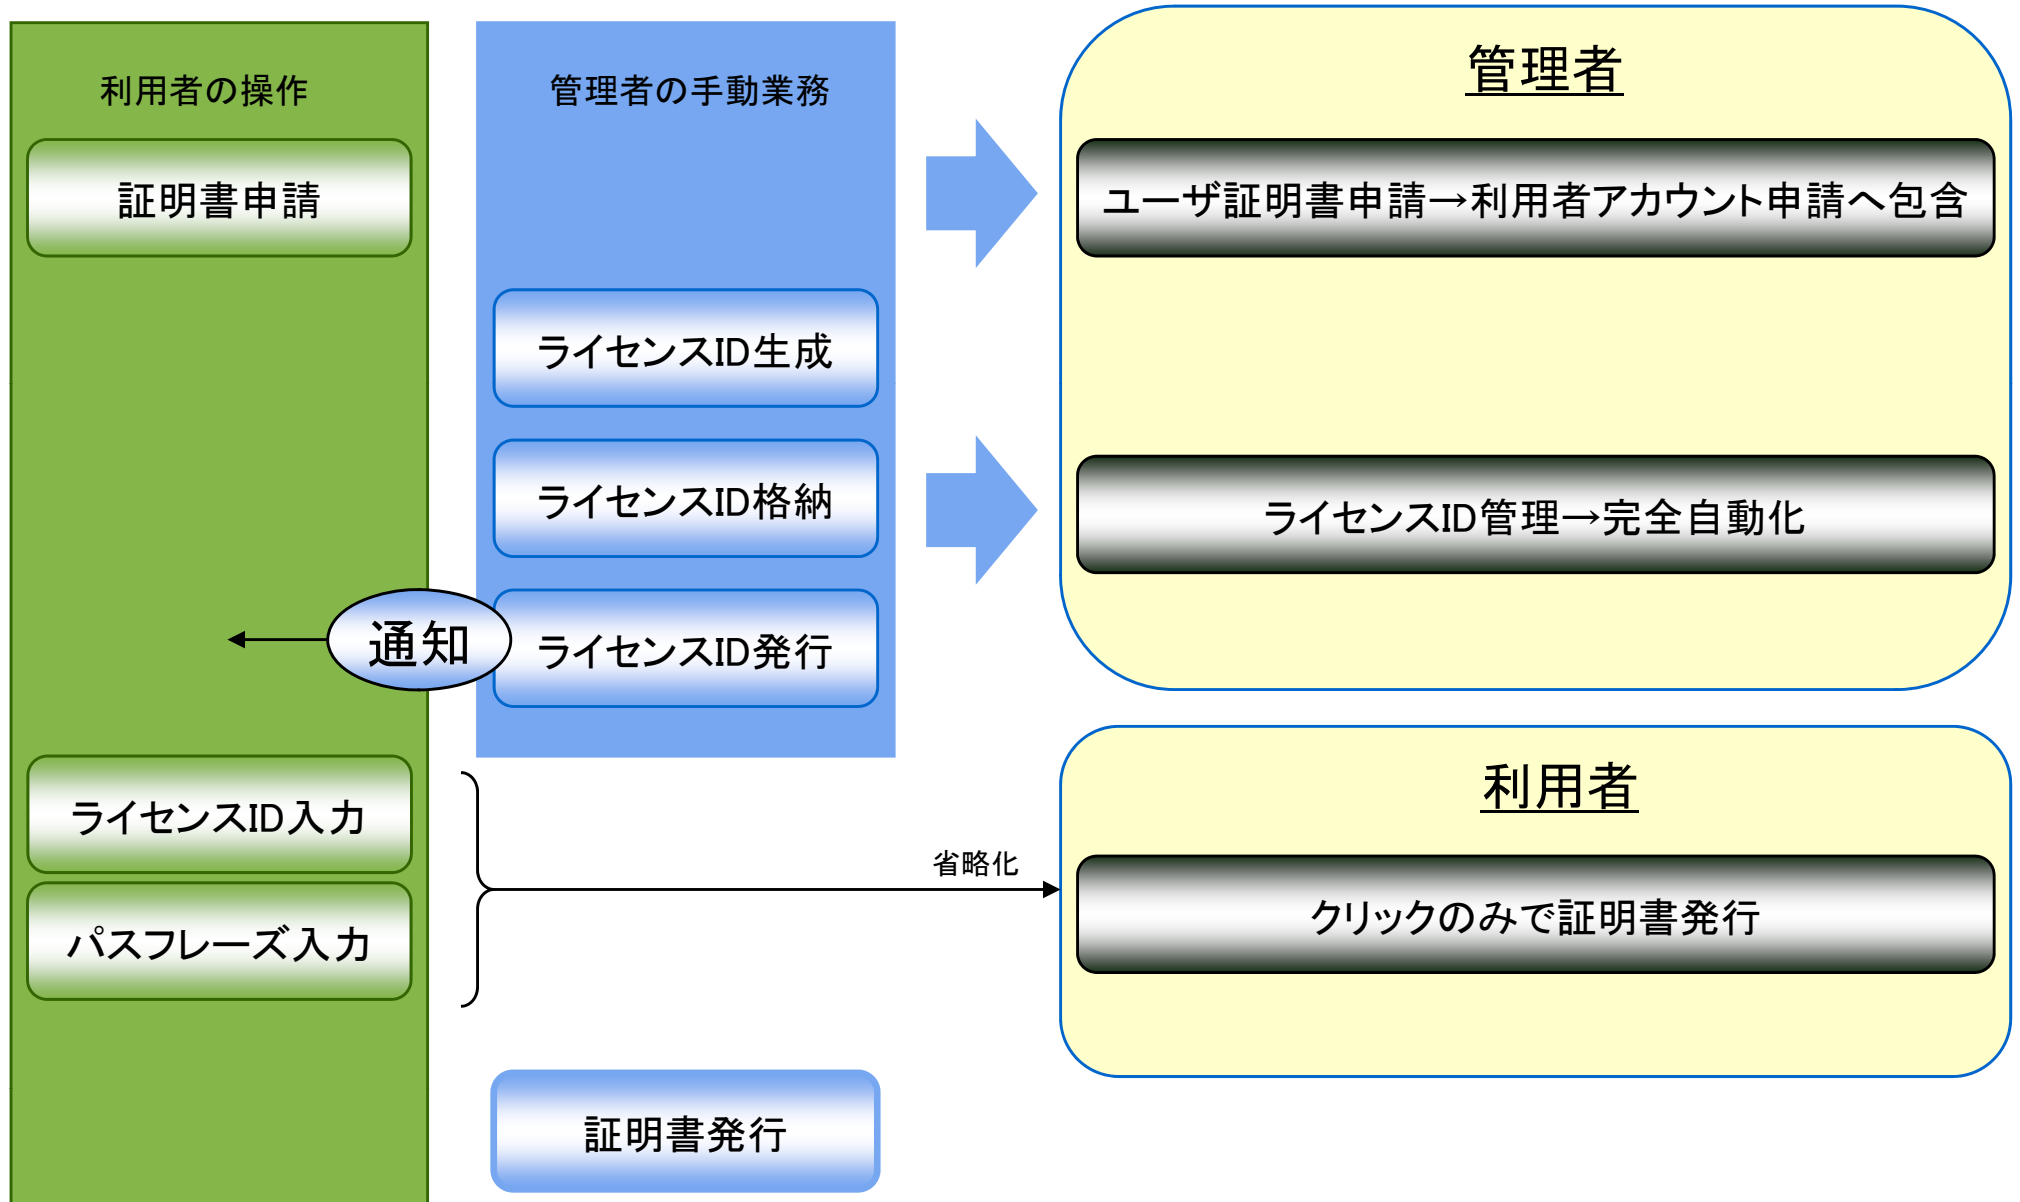 利用者の操作
管理者の手動業務
管理者
証明書申請
ユーザ証明書申請→利用者アカウント申請へ包含
ライセンスID生成
ライセンスID格納
ライセンスID管理→完全自動化
通知
ライセンスID発行
利用者
ライセンスID入力
省略化
パスフレーズ入力
クリックのみで証明書発行
証明書発行